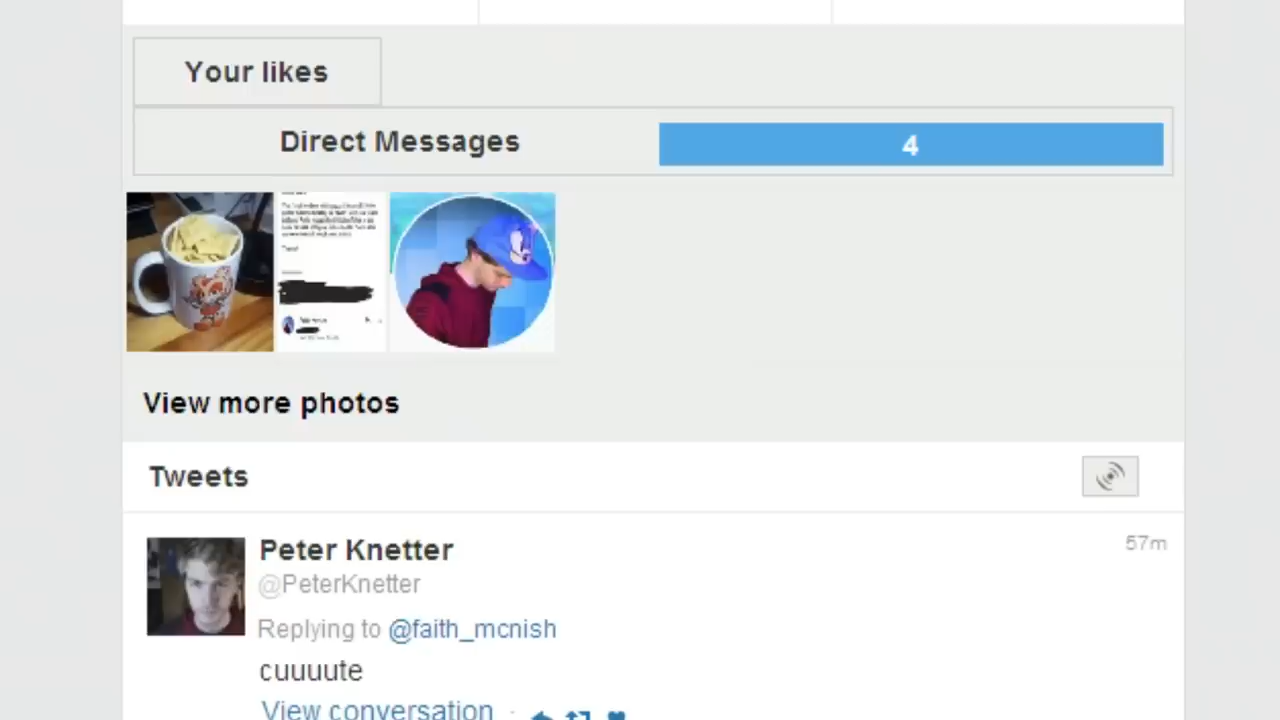 Your likes
Direct Messages 4
View more photos
Tweets
Peter Knetter 57m
@PeterKnetter
Replying to @faith_mcnish
cuuuute
View conversation